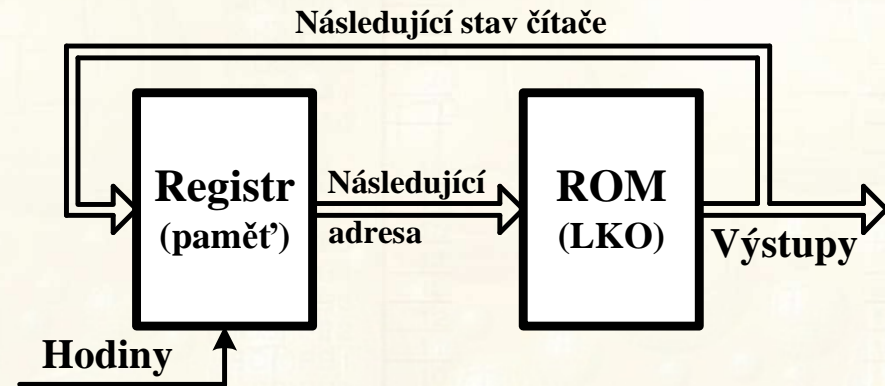 Následující stav čítače
Registr
(paměť)
Následující
adresa
ROM
(LKO)
Výstupy
Hodiny